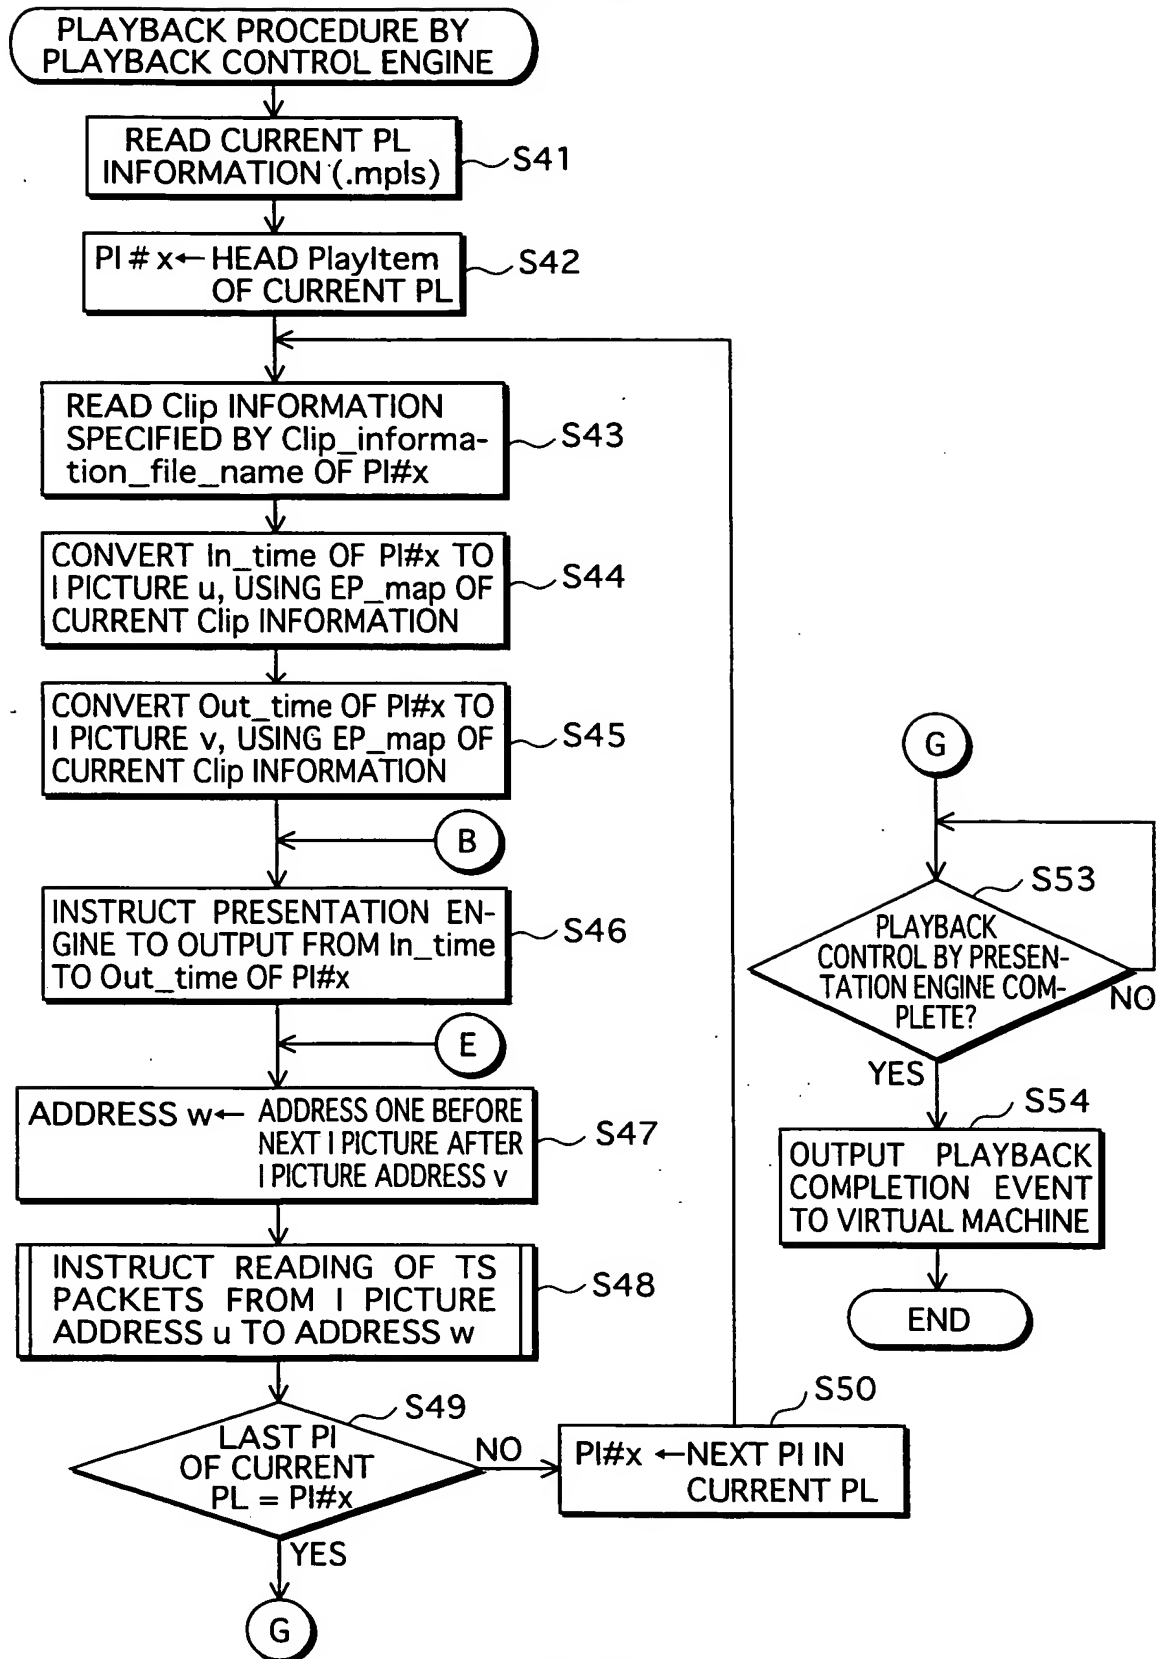 PLAYBACK PROCEDURE BY
PLAYBACK CONTROL ENGINE
READ CURRENT PL
INFORMATION (.mpls)
S41
PI # x← HEAD PlayItem
OF CURRENT PL
S42
READ Clip INFORMATION
SPECIFIED BY Clip_informa-
tion_file_name OF PI#x
S43
CONVERT In_time OF PI#x TO
I PICTURE u, USING EP_map OF
CURRENT Clip INFORMATION
S44
CONVERT Out_time OF PI#x TO
I PICTURE v, USING EP_map OF
CURRENT Clip INFORMATION
S45
B
INSTRUCT PRESENTATION EN-
GINE TO OUTPUT FROM In_time
TO Out_time OF PI#x
S46
E
ADDRESS w← ADDRESS ONE BEFORE
NEXT I PICTURE AFTER
I PICTURE ADDRESS v
S47
INSTRUCT READING OF TS
PACKETS FROM I PICTURE
ADDRESS u TO ADDRESS w
S48
LAST PI
OF CURRENT
PL = PI#x
S49
NO
YES
G
PI#x ←NEXT PI IN
CURRENT PL
S50
G
PLAYBACK
CONTROL BY PRESEN-
TATION ENGINE COM-
PLETE?
S53
NO
YES
OUTPUT PLAYBACK
COMPLETION EVENT
TO VIRTUAL MACHINE
S54
END